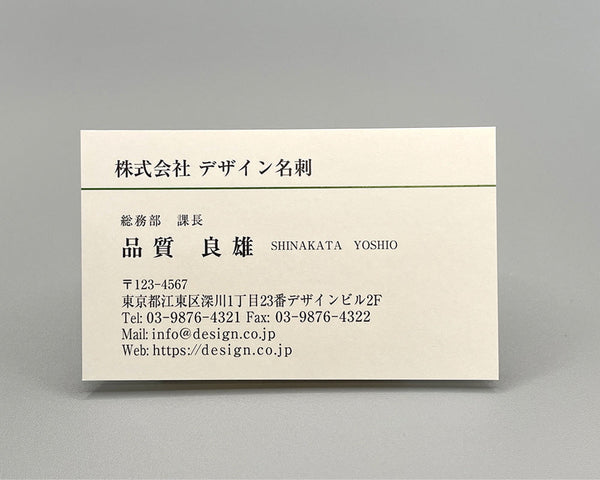 株式会社 デザイン名刺
総務部　課長
品質　良雄 SHINAKATA YOSHIO
〒123-4567
東京都江東区深川1丁目23番デザインビル2F
Tel: 03-9876-4321 Fax: 03-9876-4322
Mail: info@design.co.jp
Web: https://design.co.jp